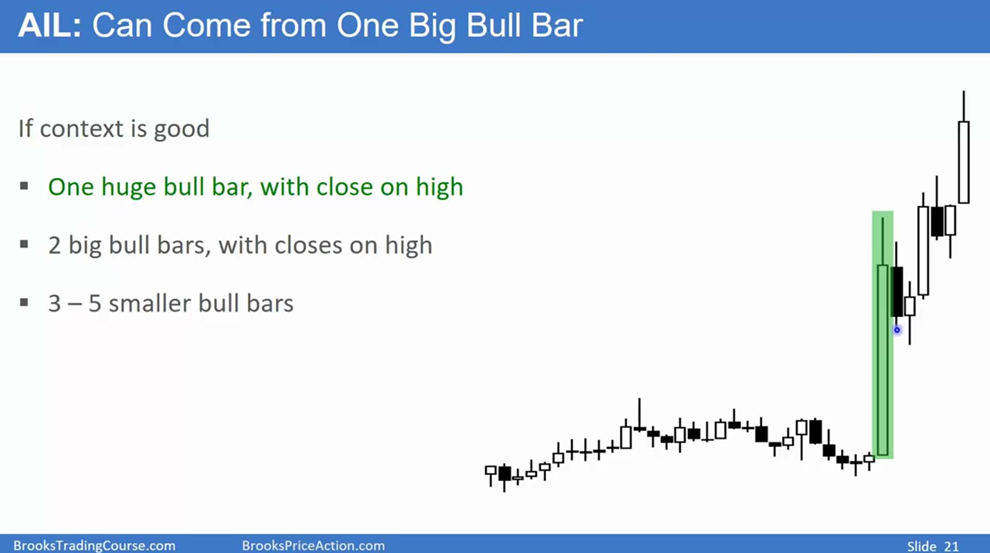 AIL: Can Come from One Big Bull Bar
If context is good
▪ One huge bull bar, with close on high
▪ 2 big bull bars, with closes on high
▪ 3 – 5 smaller bull bars
BrooksTradingCourse.com
BrooksPriceAction.com
Slide 21